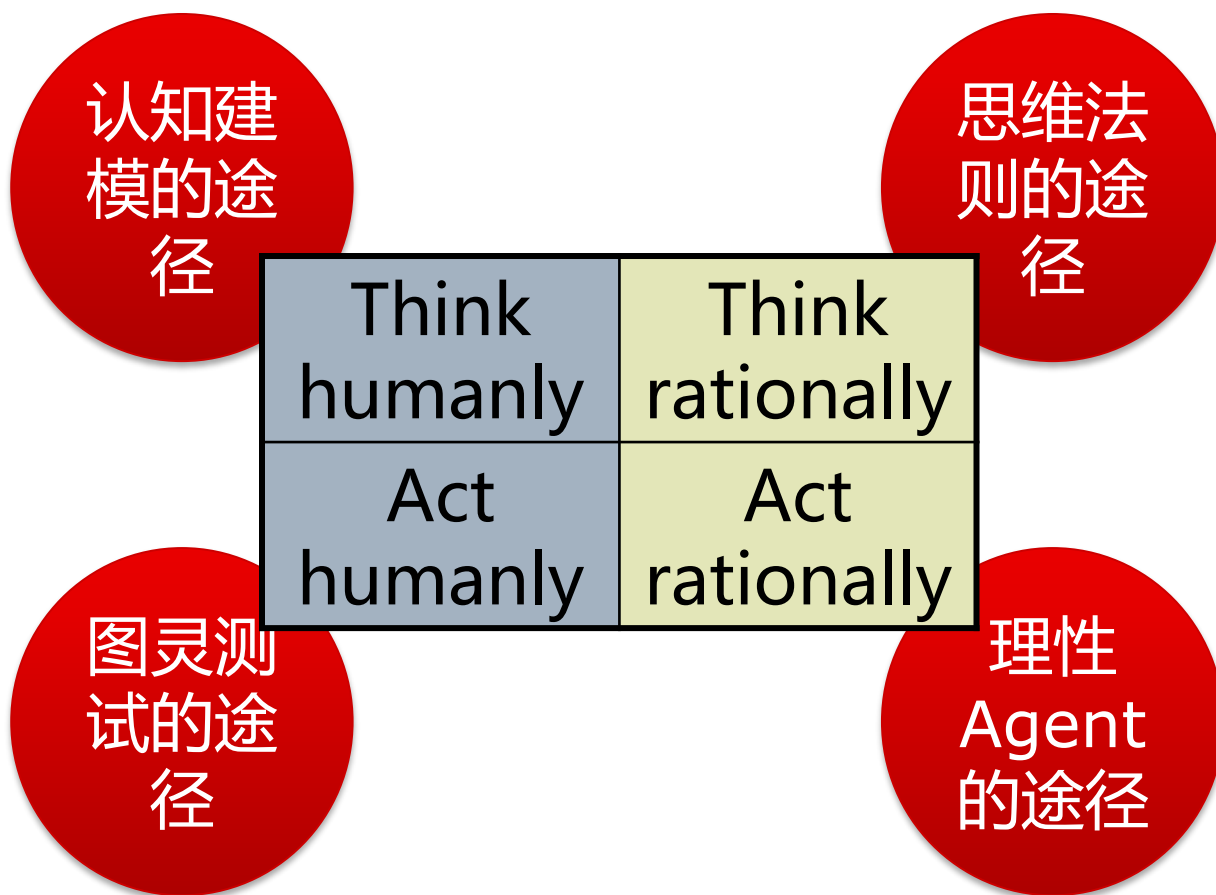 认知建
模的途
径
思维法
则的途
径
Think
humanly
Think
rationally
Act
humanly
Act
rationally
图灵测
试的途
径
理性
Agent
的途径